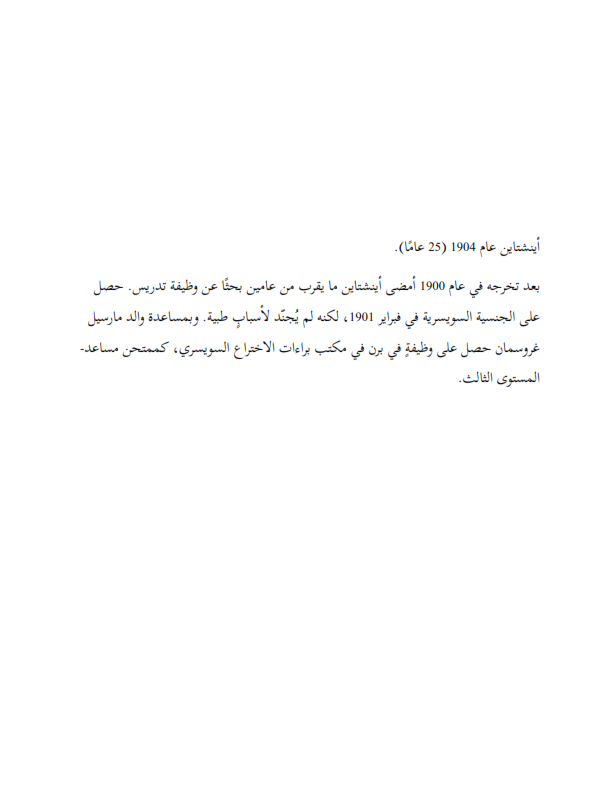 أينشتاين عام 1904 (25 عامًا).
بعد تخرجه في عام 1900 أمضى أينشتاين ما يقرب من عامين بحثًا عن وظيفة تدريس. حصل
على الجنسية السويسرية في فبراير 1901، لكنه لم يُجنّد لأسبابٍ طبية. وبمساعدة والد مارسيل
غروسمان حصل على وظيفةٍ في برن في مكتب براءات الاختراع السويسري، كممتحن مساعد-
المستوى الثالث.